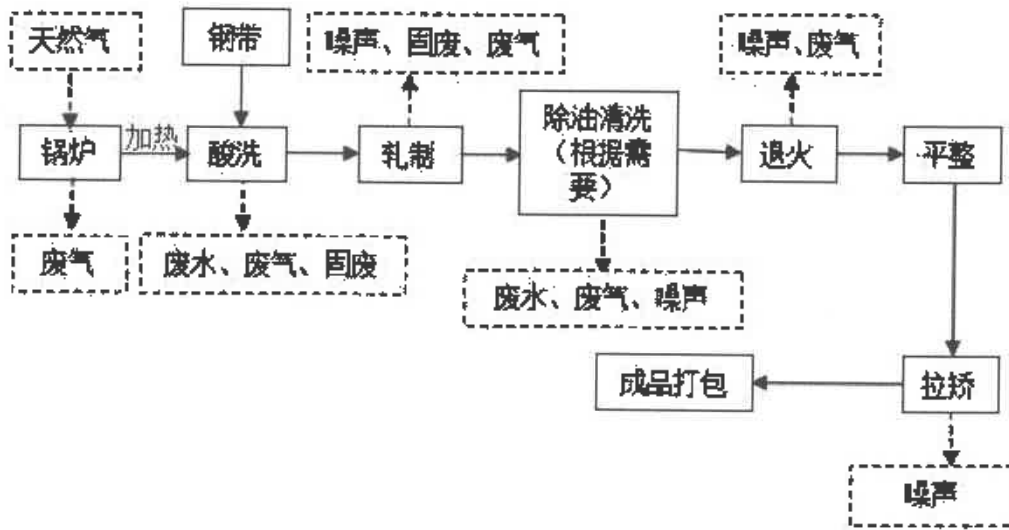 天然气
钢带
噪声、固废、废气
噪声、废气
锅炉
加热
酸洗
轧制
除油清洗
（根据需
要）
退火
平整
废气
废水、废气、固废
废水、废气、噪声
成品打包
拉矫
噪声